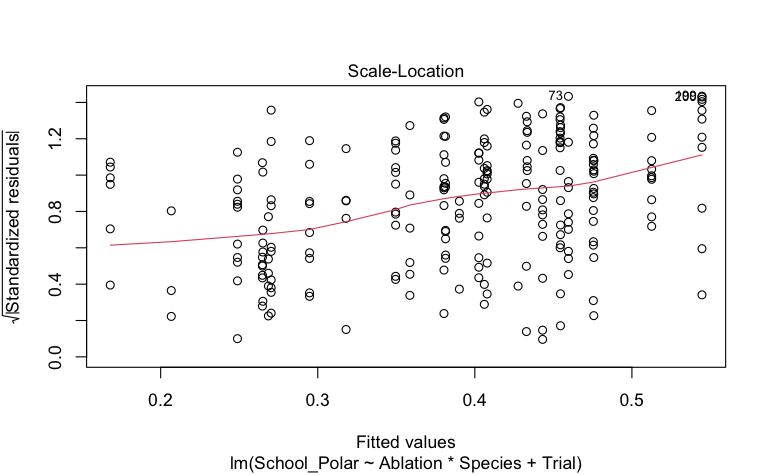 Scale-Location
√|Standardized residuals|
0.0 0.4 0.8 1.2
73
0.2 0.3 0.4 0.5
Fitted values
lm(School_Polar ~ Ablation * Species + Trial)